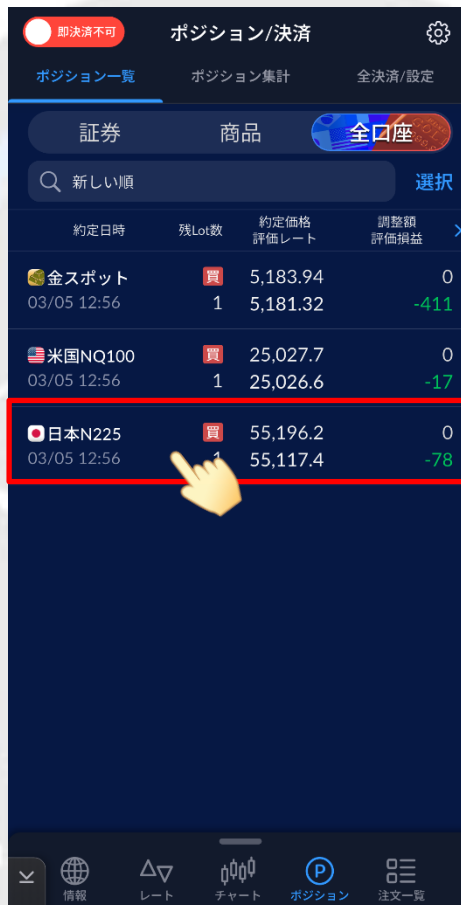 即決済不可 ポジション/決済
ポジション一覧 ポジション集計 全決済/設定
証券 商品 全口座
新しい順 選択
約定日時 残Lot数 約定価格 調整額
評価レート 評価損益
金スポット 買 5,183.94 0
03/05 12:56 1 5,181.32 -411
米国NQ100 買 25,027.7 0
03/05 12:56 1 25,026.6 -17
日本N225 買 55,196.2 0
03/05 12:56 1 55,117.4 -78
P
情報 レート チャート ポジション 注文一覧